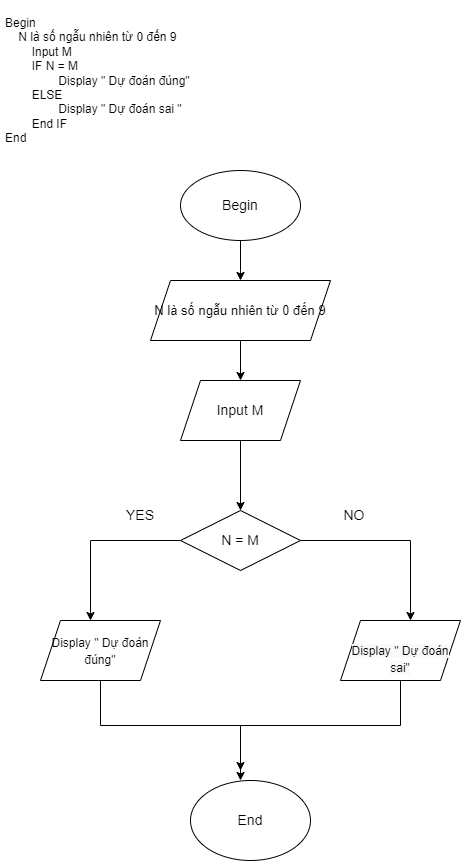 Begin
N là số ngẫu nhiên từ 0 đến 9
Input M
IF N = M
Display " Dự đoán đúng"
ELSE
Display " Dự đoán sai "
End IF
End
Begin
N là số ngẫu nhiên từ 0 đến 9
Input M
YES
NO
N = M
Display " Dự đoán
đúng"
Display " Dự đoán
sai"
End